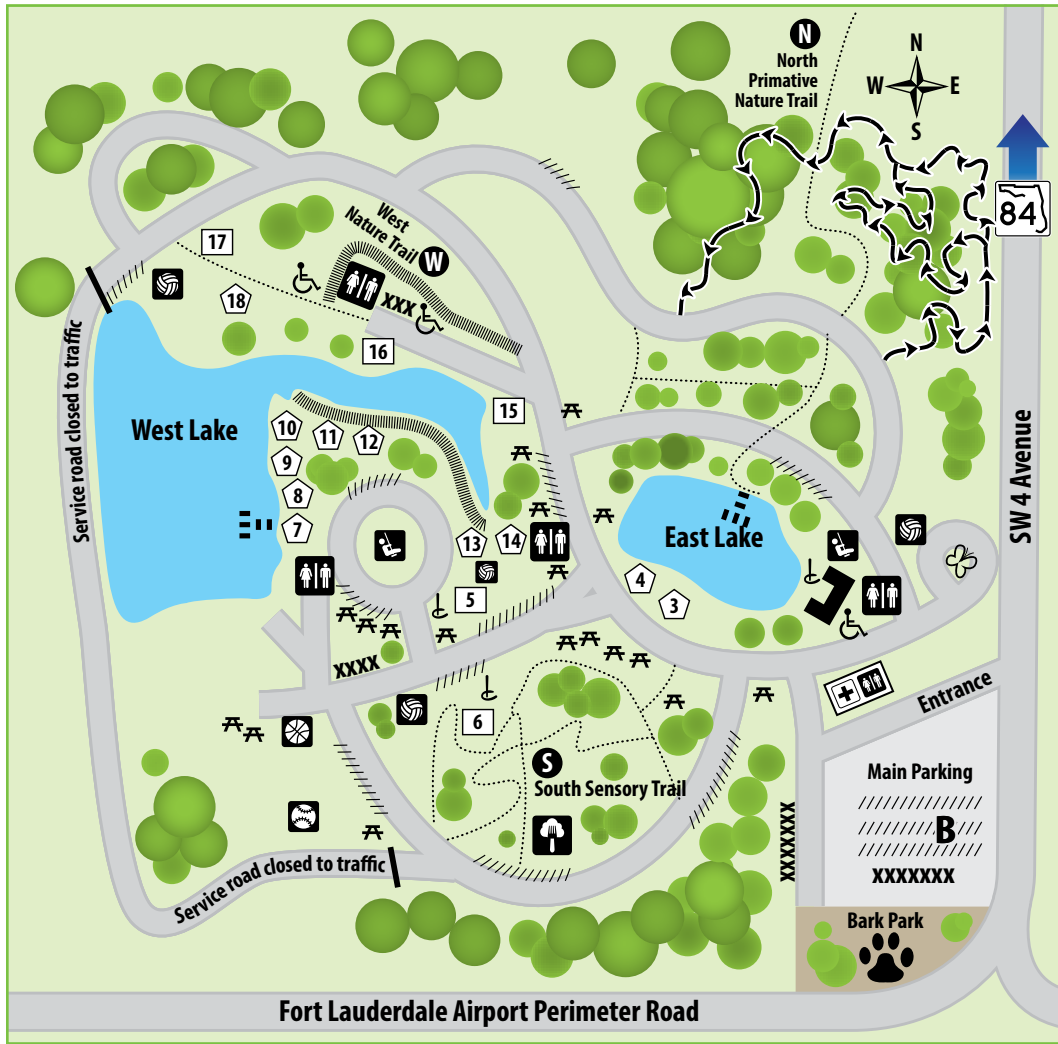 N
North
Primative
Nature Trail
N
W
E
S
84
West
Nature Trail
W
17
18
XXX
16
15
Service road closed to traffic
West Lake
10
11
12
9
8
7
13
14
5
East Lake
4
3
SW 4 Avenue
XXXX
6
S
South Sensory Trail
Entrance
Main Parking
B
XXXXXXX
XXXXXXX
Service road closed to traffic
Bark Park
Fort Lauderdale Airport Perimeter Road